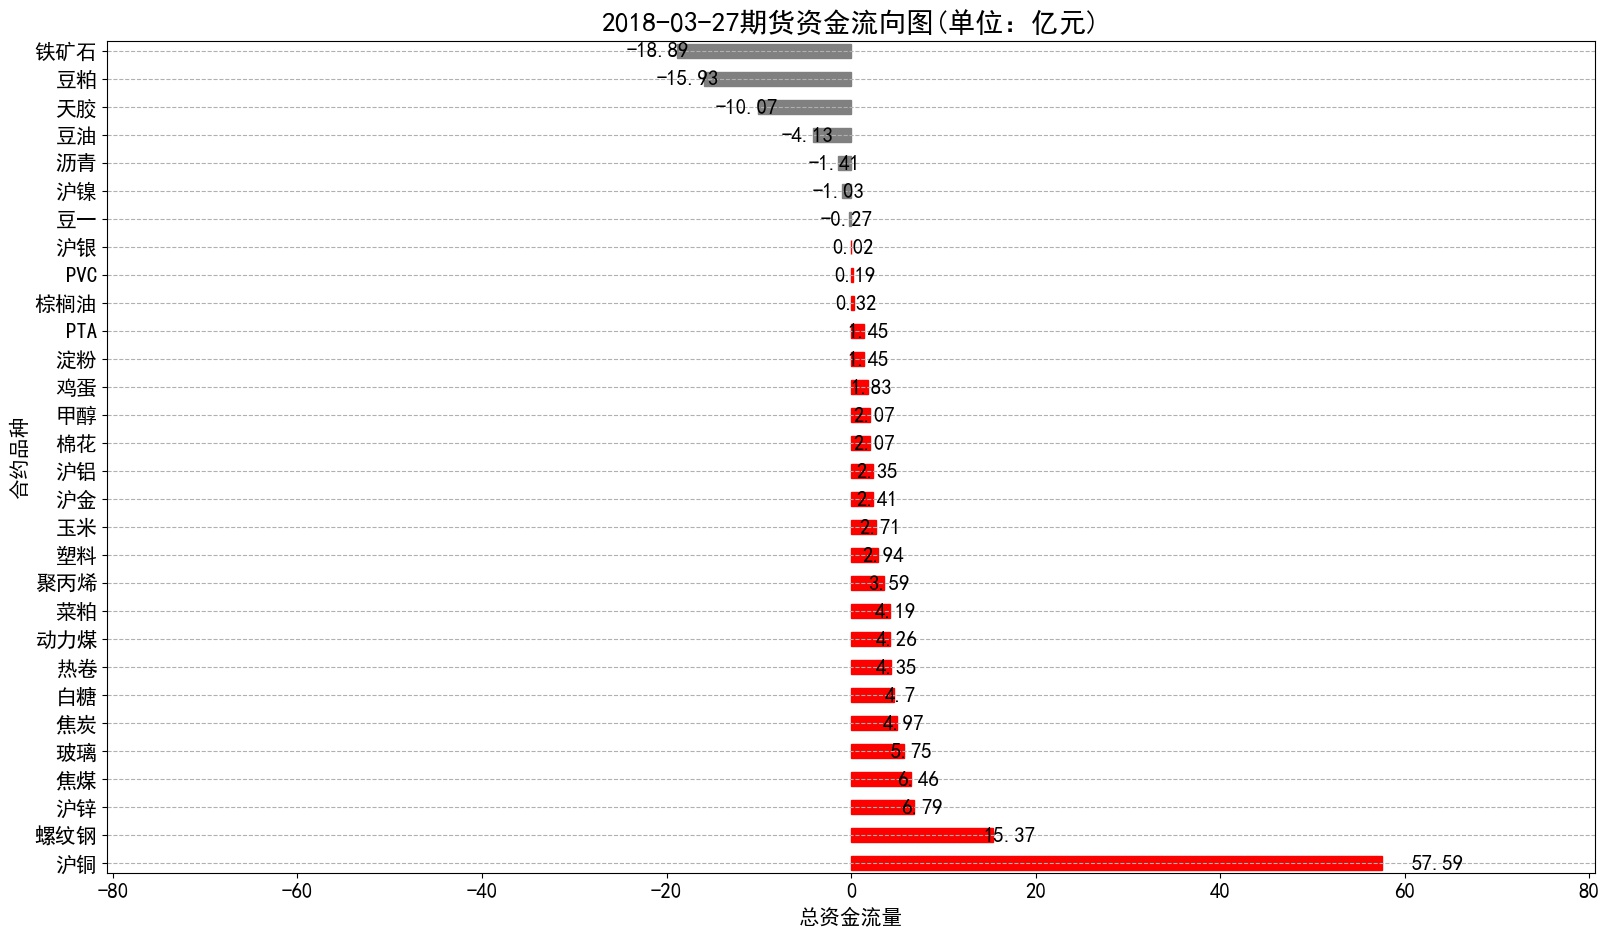 2018-03-27期货资金流向图(单位：亿元)
铁矿石 -18.89
豆粕 -15.93
天胶 -10.07
豆油 -4.13
沥青 -1.41
沪镍 -1.03
豆一 -0.27
沪银 0.02
PVC 0.19
棕榈油 0.32
PTA 1.45
淀粉 1.45
鸡蛋 1.83
甲醇 2.07
棉花 2.07
沪铝 2.35
沪金 2.41
玉米 2.71
塑料 2.94
聚丙烯 3.59
菜粕 4.19
动力煤 4.26
热卷 4.35
白糖 4.7
焦炭 4.97
玻璃 5.75
焦煤 6.46
沪锌 6.79
螺纹钢 15.37
沪铜 57.59
合约品种
-80 -60 -40 -20 0 20 40 60 80
总资金流量